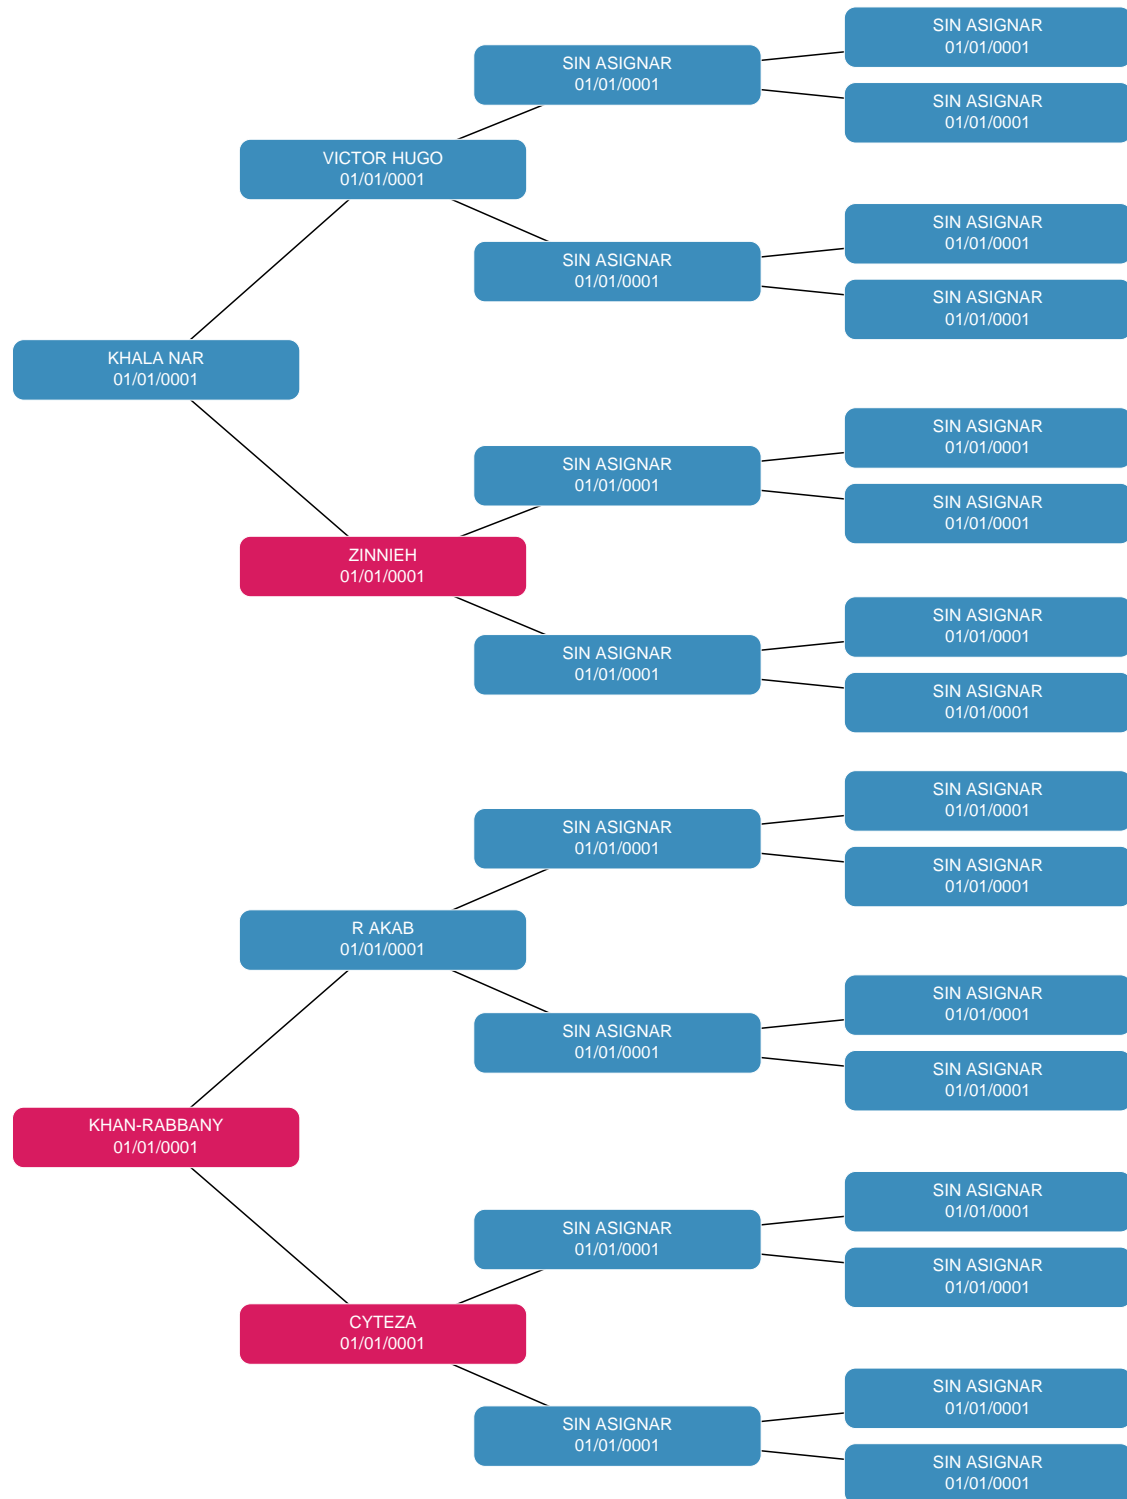 SIN ASIGNAR
01/01/0001
SIN ASIGNAR
01/01/0001
SIN ASIGNAR
01/01/0001
VICTOR HUGO
01/01/0001
SIN ASIGNAR
01/01/0001
SIN ASIGNAR
01/01/0001
SIN ASIGNAR
01/01/0001
KHALA NAR
01/01/0001
SIN ASIGNAR
01/01/0001
SIN ASIGNAR
01/01/0001
SIN ASIGNAR
01/01/0001
ZINNIEH
01/01/0001
SIN ASIGNAR
01/01/0001
SIN ASIGNAR
01/01/0001
SIN ASIGNAR
01/01/0001
SIN ASIGNAR
01/01/0001
SIN ASIGNAR
01/01/0001
SIN ASIGNAR
01/01/0001
R AKAB
01/01/0001
SIN ASIGNAR
01/01/0001
SIN ASIGNAR
01/01/0001
SIN ASIGNAR
01/01/0001
KHAN-RABBANY
01/01/0001
SIN ASIGNAR
01/01/0001
SIN ASIGNAR
01/01/0001
SIN ASIGNAR
01/01/0001
CYTEZA
01/01/0001
SIN ASIGNAR
01/01/0001
SIN ASIGNAR
01/01/0001
SIN ASIGNAR
01/01/0001